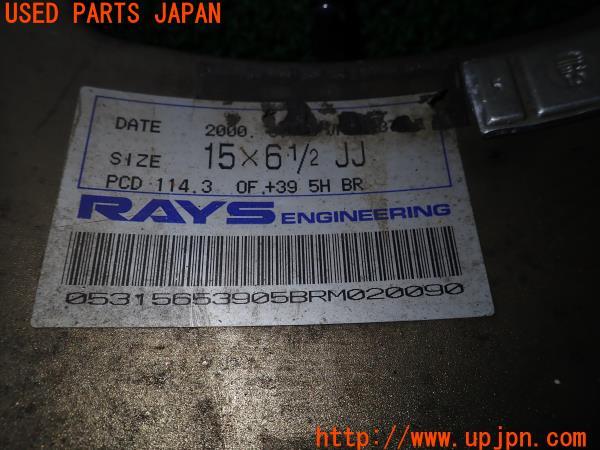 USED PARTS JAPAN
DATE 2000.
SIZE 15×6 1/2 JJ
PCD 114.3 OF.+39 5H BR
RAYS ENGINEERING
05315653905BRM020090
http://www.upjpn.com/